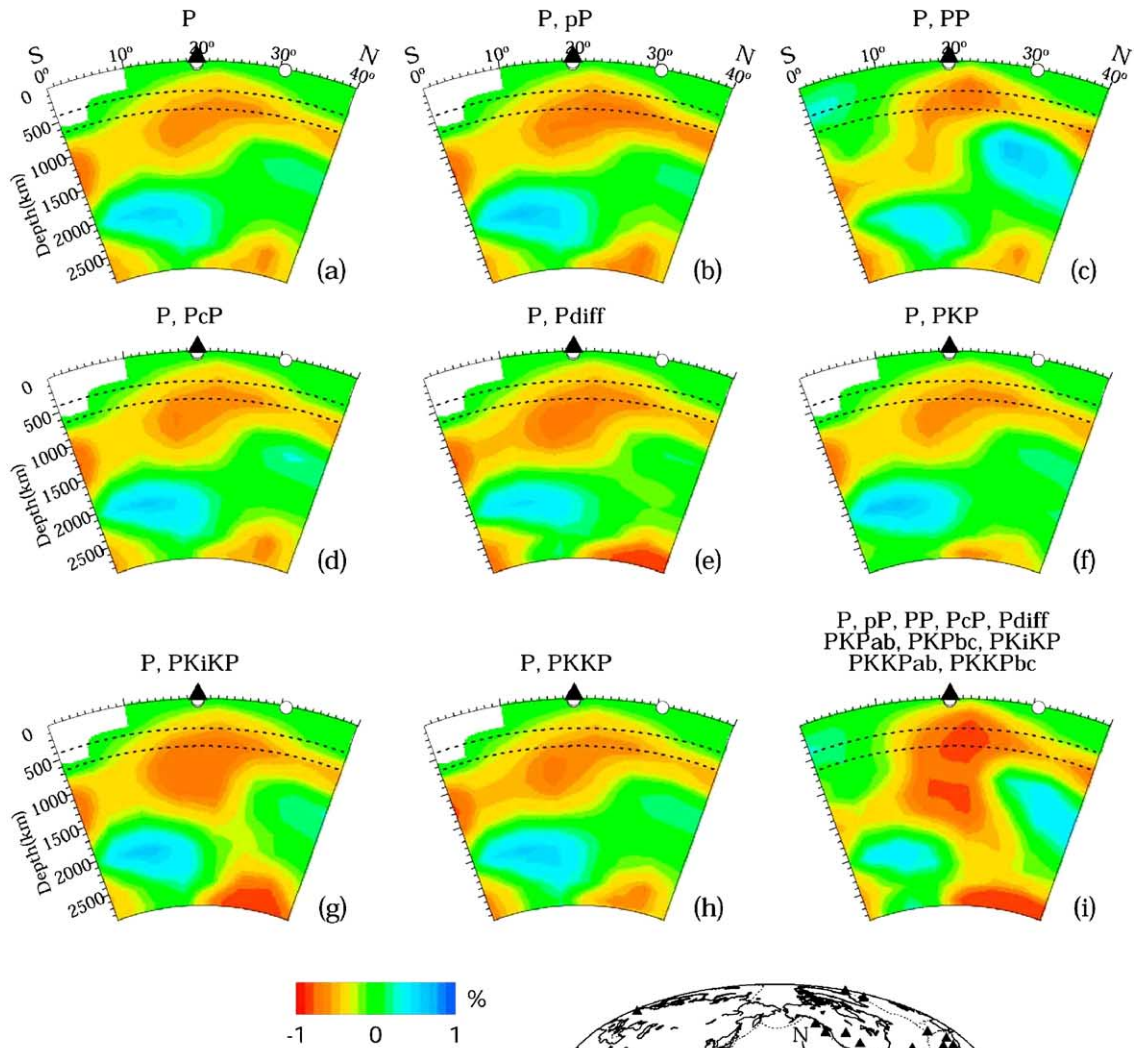 P
P, pP
P, PP
S
0°
10°
20°
30°
N
40°
10°
20°
30°
S
0°
10°
20°
30°
N
40°
0
500
1000
1500
2000
2500
Depth(km)
(a)
(b)
(c)
P, PcP
P, Pdiff
P, PKP
0
500
1000
1500
2000
2500
Depth(km)
(d)
(e)
(f)
P, PKiKP
P, PKKP
P, pP, PP, PcP, Pdiff
PKPab, PKPbc, PKiKP
PKKPab, PKKPbc
0
500
1000
1500
2000
2500
Depth(km)
(g)
(h)
(i)
%
-1 0 1
N